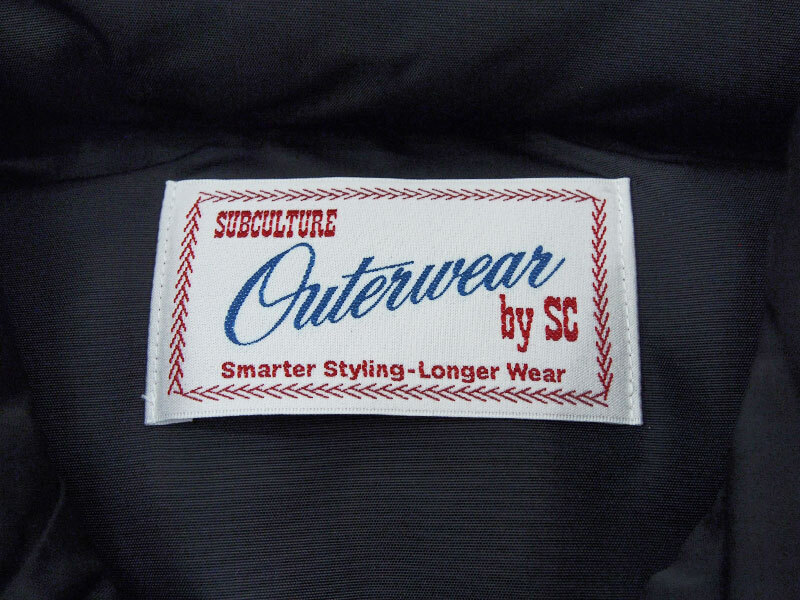 SUBCULTURE
Outerwear
by SC
Smarter Styling-Longer Wear